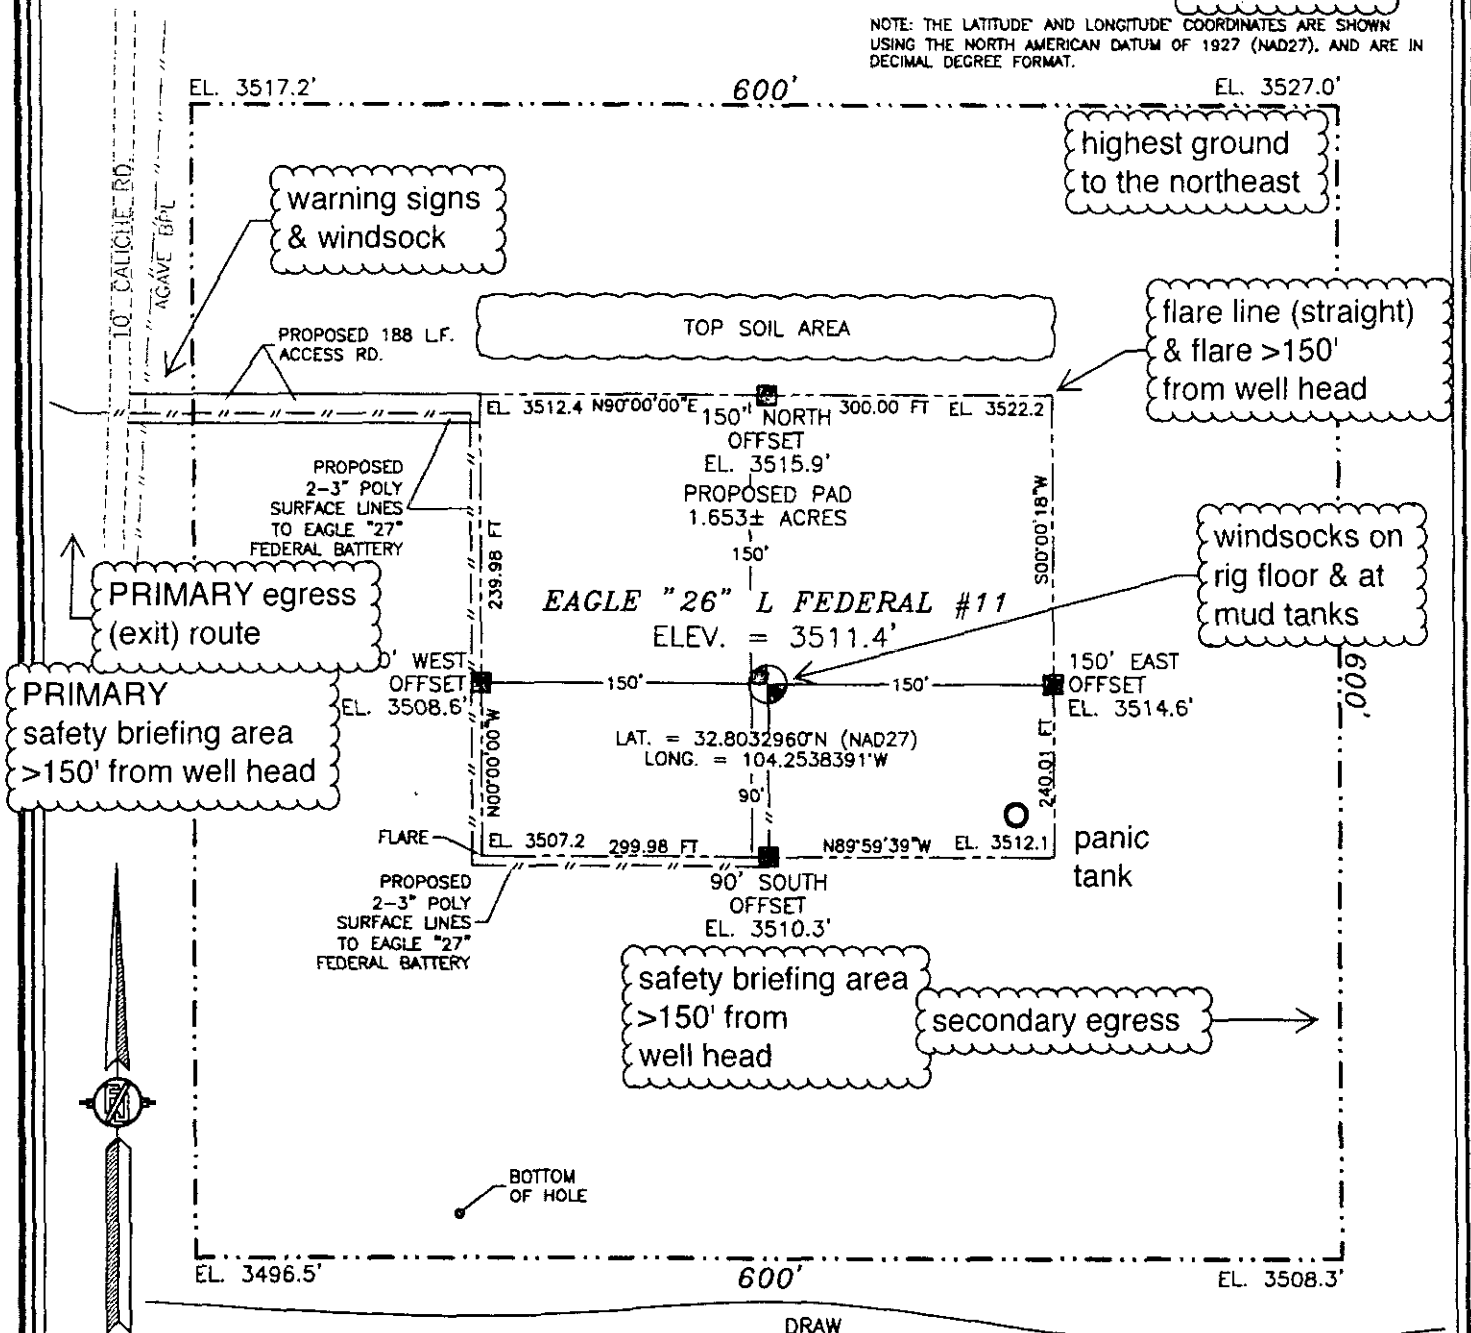 NOTE: THE LATITUDE AND LONGITUDE COORDINATES ARE SHOWN
USING THE NORTH AMERICAN DATUM OF 1927 (NAD27), AND ARE IN
DECIMAL DEGREE FORMAT.
EL. 3517.2'
600'
EL. 3527.0'
highest ground
to the northeast
warning signs
& windsock
10' CALICHE RD.
AGAVE BPL
PROPOSED 188 L.F.
ACCESS RD.
TOP SOIL AREA
flare line (straight)
& flare >150'
from well head
EL 3512.4
N90°00'00"E
300.00 FT
EL 3522.2
150' NORTH
OFFSET
EL. 3515.9'
PROPOSED PAD
1.653± ACRES
150'
PROPOSED
2-3" POLY
SURFACE LINES
TO EAGLE "27"
FEDERAL BATTERY
239.98 FT
S00°00'18"W
windsocks on
rig floor & at
mud tanks
PRIMARY egress
(exit) route
EAGLE "26" L FEDERAL #11
ELEV. = 3511.4'
0' WEST
OFFSET
EL. 3508.6'
150'
150'
150' EAST
OFFSET
EL. 3514.6'
600'
PRIMARY
safety briefing area
>150' from well head
N00°00'00"W
LAT. = 32.8032960°N (NAD27)
LONG. = 104.2538391°W
90'
240.01 FT
FLARE
EL 3507.2
299.98 FT
N89°59'39"W
EL. 3512.1
panic
tank
PROPOSED
2-3" POLY
SURFACE LINES
TO EAGLE "27"
FEDERAL BATTERY
90' SOUTH
OFFSET
EL. 3510.3'
safety briefing area
>150' from
well head
secondary egress
BOTTOM
OF HOLE
EL. 3496.5'
600'
EL. 3508.3'
DRAW